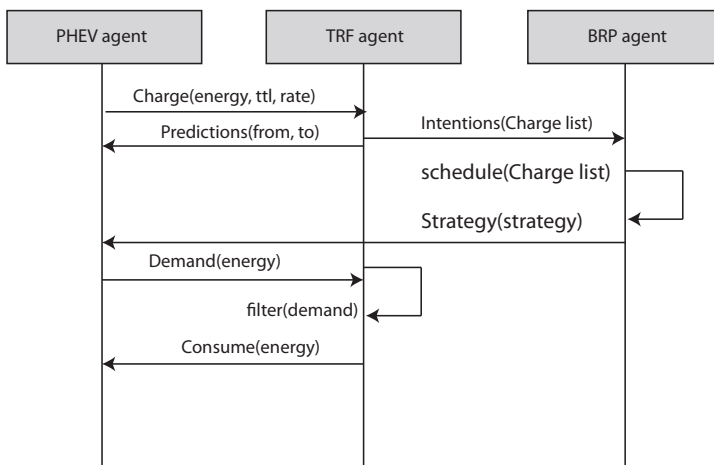 PHEV agent
TRF agent
BRP agent
Charge(energy, ttl, rate)
Intentions(Charge list)
Predictions(from, to)
schedule(Charge list)
Strategy(strategy)
Demand(energy)
filter(demand)
Consume(energy)